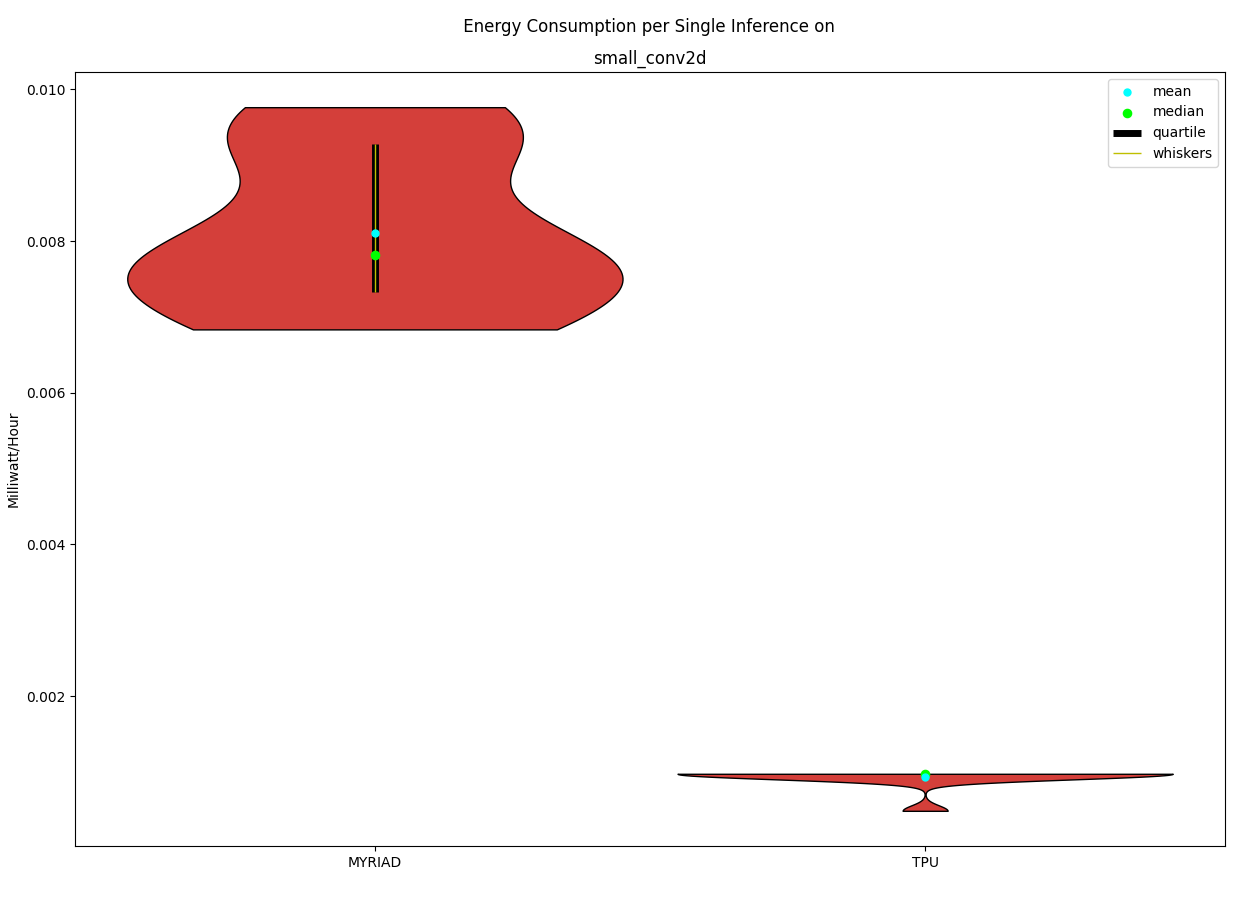 Energy Consumption per Single Inference on
small_conv2d
0.010
0.008
0.006
0.004
0.002
Milliwatt/Hour
mean
median
quartile
whiskers
MYRIAD
TPU